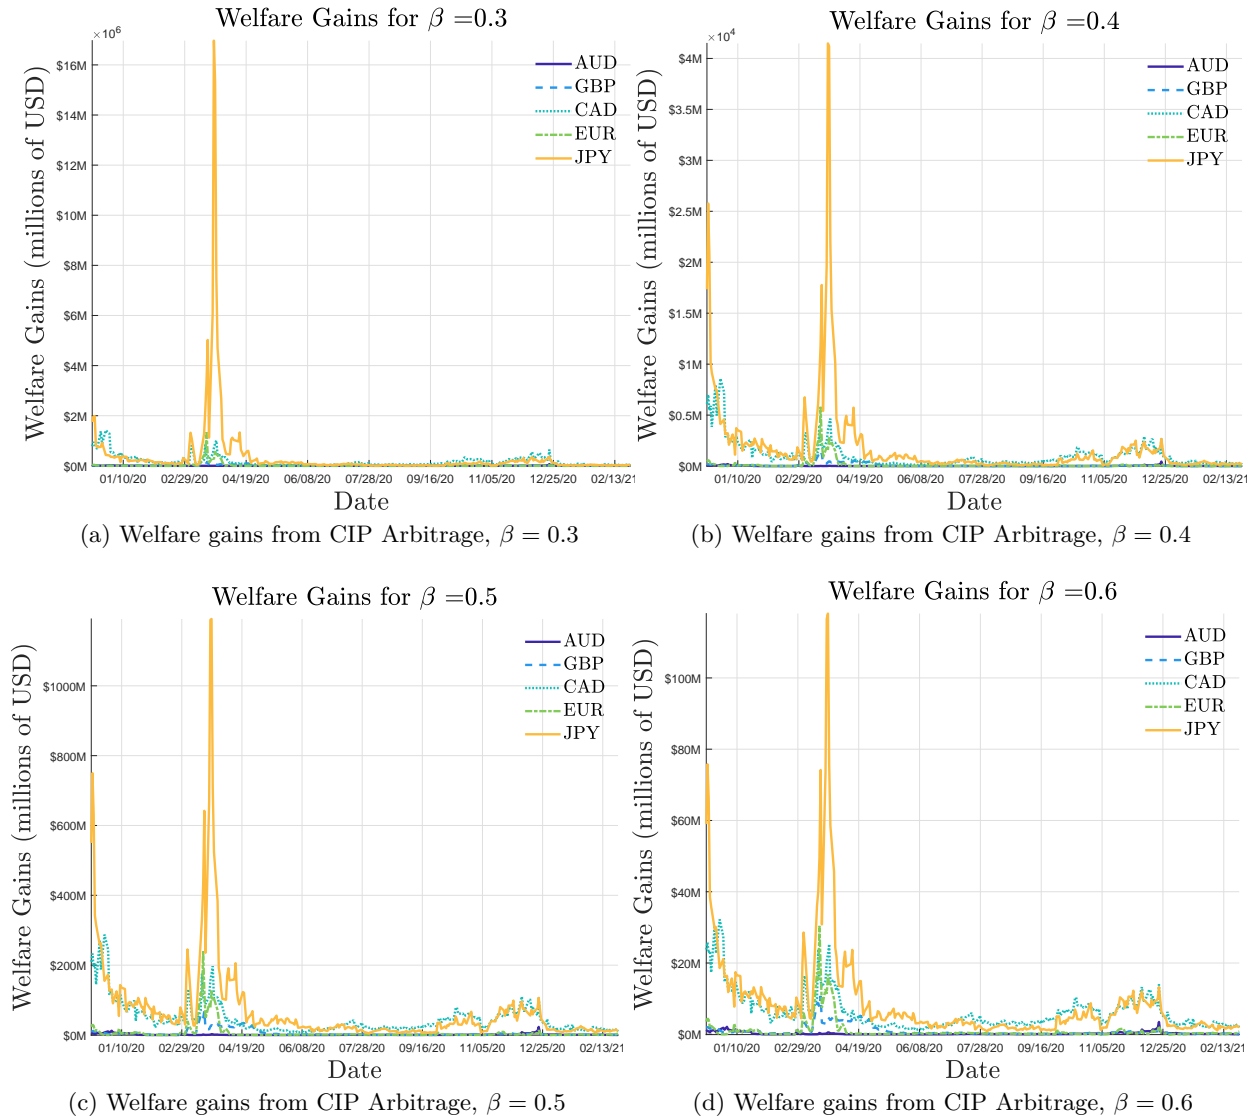 Welfare Gains for β =0.3
×10⁶
$16M
$14M
$12M
$10M
$8M
$6M
$4M
$2M
$0M
Welfare Gains (millions of USD)
AUD
GBP
CAD
EUR
JPY
01/10/20 02/29/20 04/19/20 06/08/20 07/28/20 09/16/20 11/05/20 12/25/20 02/13/21
Date
(a) Welfare gains from CIP Arbitrage, β = 0.3
Welfare Gains for β =0.4
×10⁴
$4M
$3.5M
$3M
$2.5M
$2M
$1.5M
$1M
$0.5M
$0M
Welfare Gains (millions of USD)
AUD
GBP
CAD
EUR
JPY
01/10/20 02/29/20 04/19/20 06/08/20 07/28/20 09/16/20 11/05/20 12/25/20 02/13/21
Date
(b) Welfare gains from CIP Arbitrage, β = 0.4
Welfare Gains for β =0.5
$1000M
$800M
$600M
$400M
$200M
$0M
Welfare Gains (millions of USD)
AUD
GBP
CAD
EUR
JPY
01/10/20 02/29/20 04/19/20 06/08/20 07/28/20 09/16/20 11/05/20 12/25/20 02/13/21
Date
(c) Welfare gains from CIP Arbitrage, β = 0.5
Welfare Gains for β =0.6
$100M
$80M
$60M
$40M
$20M
$0M
Welfare Gains (millions of USD)
AUD
GBP
CAD
EUR
JPY
01/10/20 02/29/20 04/19/20 06/08/20 07/28/20 09/16/20 11/05/20 12/25/20 02/13/21
Date
(d) Welfare gains from CIP Arbitrage, β = 0.6